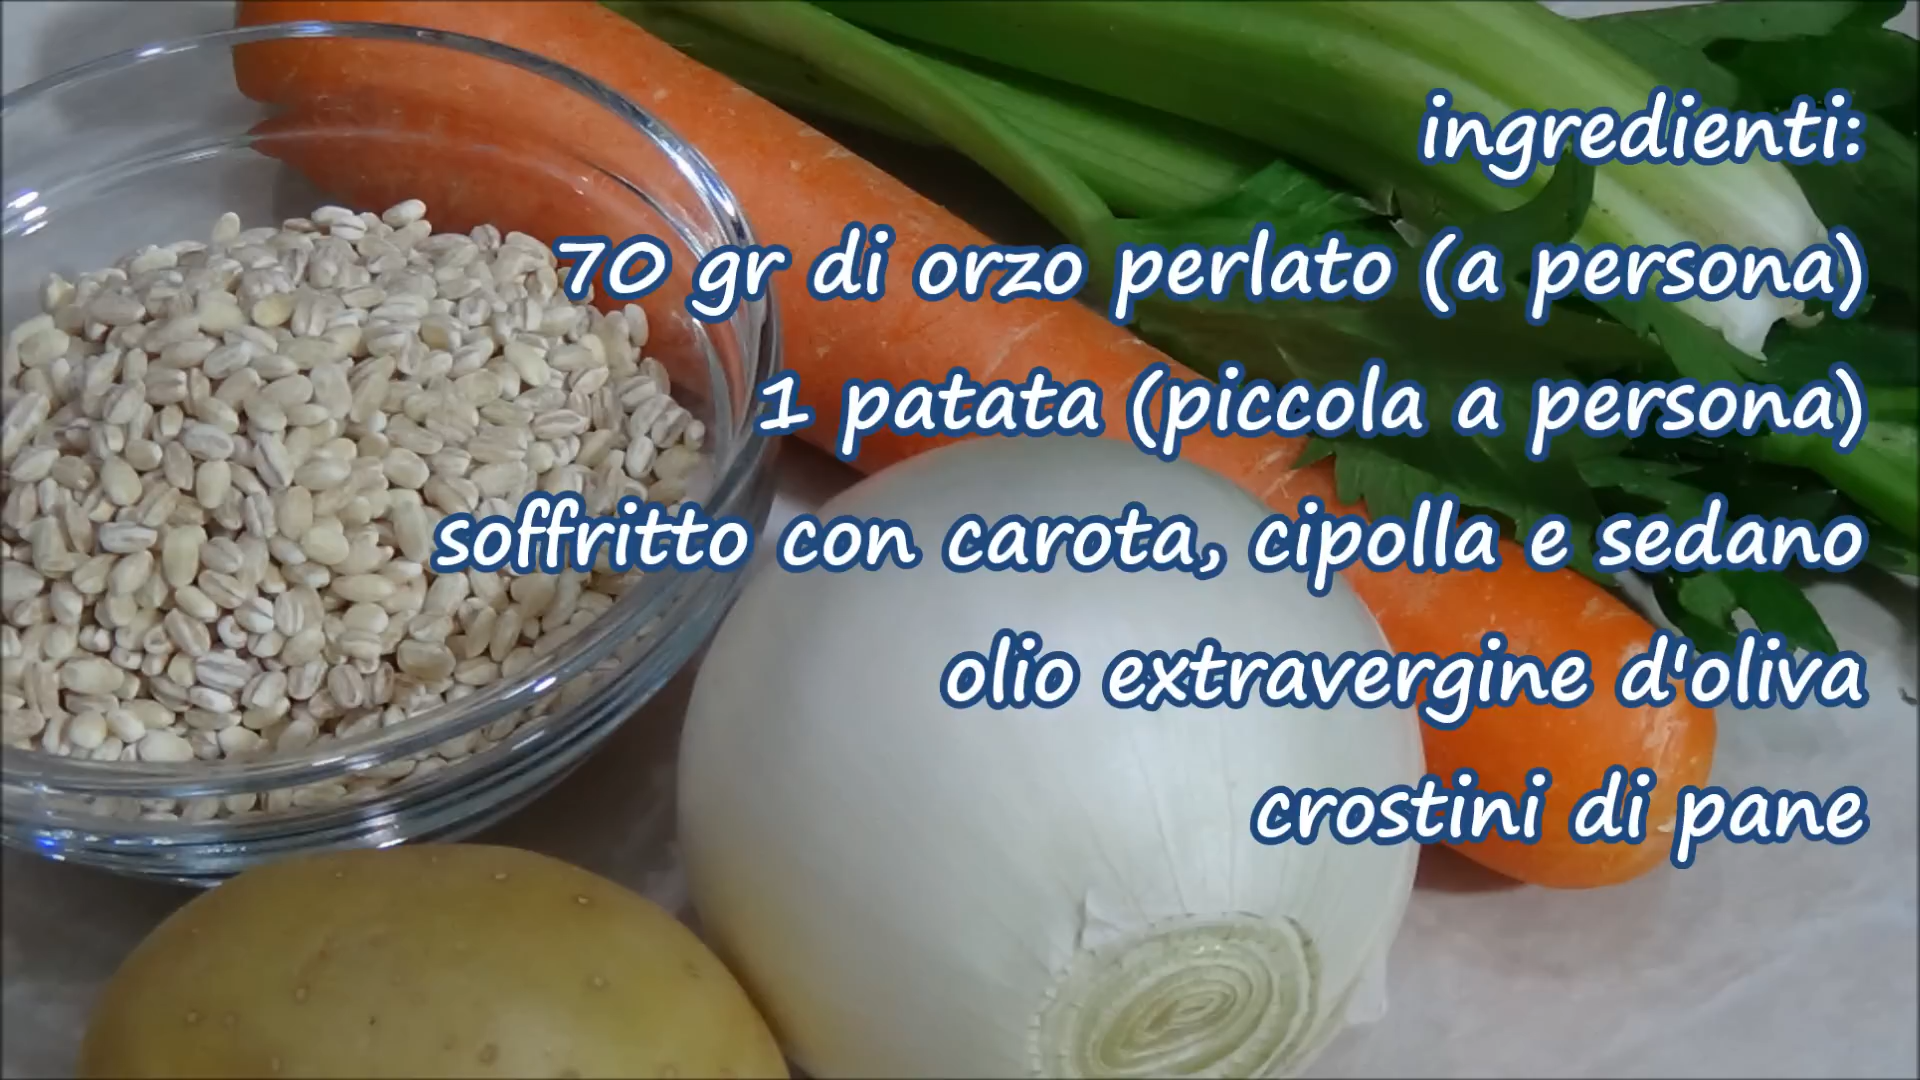 ingredienti:
70 gr di orzo perlato (a persona)
1 patata (piccola a persona)
soffritto con carota, cipolla e sedano
olio extravergine d'oliva
crostini di pane